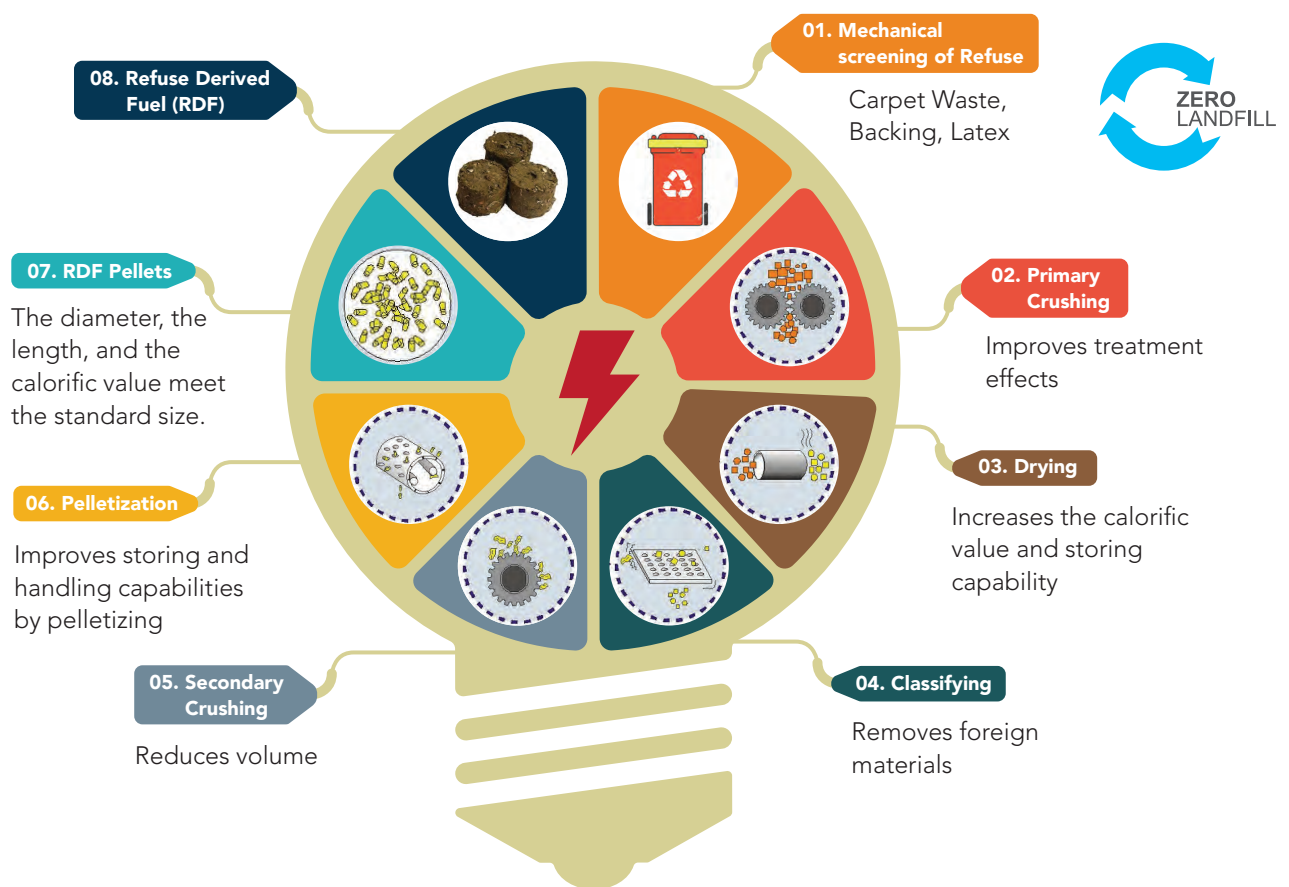 01. Mechanical
screening of Refuse
Carpet Waste,
Backing, Latex
ZERO
LANDFILL
02. Primary
Crushing
Improves treatment
effects
03. Drying
Increases the calorific
value and storing
capability
04. Classifying
Removes foreign
materials
05. Secondary
Crushing
Reduces volume
06. Pelletization
Improves storing and
handling capabilities
by pelletizing
07. RDF Pellets
The diameter, the
length, and the
calorific value meet
the standard size.
08. Refuse Derived
Fuel (RDF)